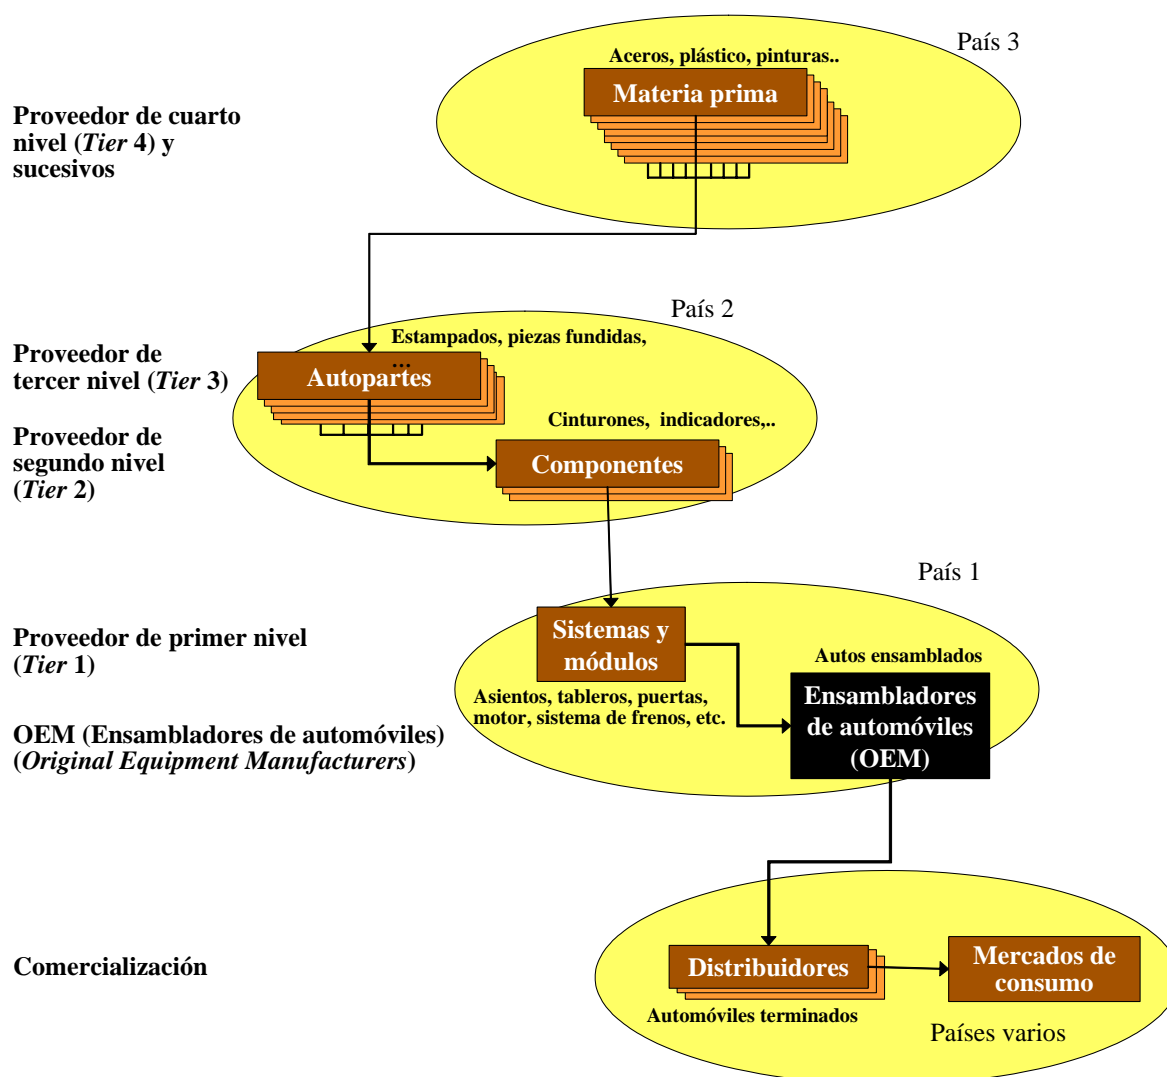 País 3
Aceros, plástico, pinturas..
Materia prima
Proveedor de cuarto
nivel (Tier 4) y
sucesivos
País 2
Estampados, piezas fundidas,
...
Autopartes
Proveedor de
tercer nivel (Tier 3)
Cinturones, indicadores,..
Componentes
Proveedor de
segundo nivel
(Tier 2)
País 1
Sistemas y
módulos
Proveedor de primer nivel
(Tier 1)
Autos ensamblados
Asientos, tableros, puertas,
motor, sistema de frenos, etc.
Ensambladores
de automóviles
(OEM)
OEM (Ensambladores de automóviles)
(Original Equipment Manufacturers)
Comercialización
Distribuidores
Mercados de
consumo
Automóviles terminados
Países varios